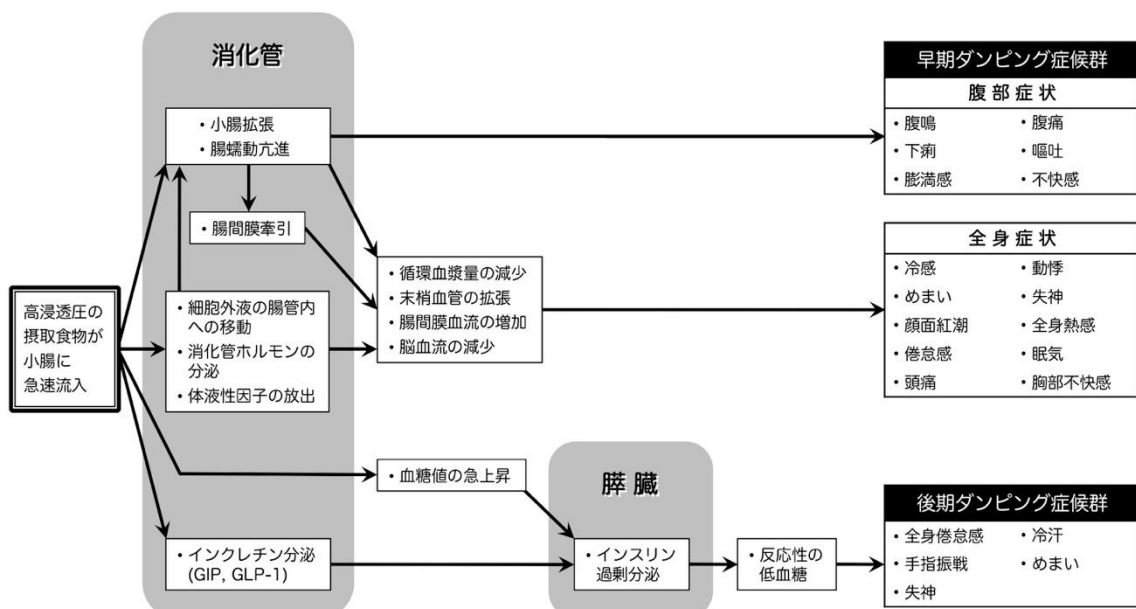 消化管
・小腸拡張
・腸蠕動亢進
・腸間膜牽引
高浸透圧の
摂取食物が
小腸に
急速流入
・細胞外液の腸管内
への移動
・消化管ホルモンの
分泌
・体液性因子の放出
・循環血漿量の減少
・末梢血管の拡張
・腸間膜血流の増加
・脳血流の減少
・血糖値の急上昇
・インクレチン分泌
(GIP, GLP-1)
膵臓
・インスリン
過剰分泌
・反応性の
低血糖
早期ダンピング症候群
腹部症状
・腹鳴 ・腹痛
・下痢 ・嘔吐
・膨満感 ・不快感
全身症状
・冷感 ・動悸
・めまい ・失神
・顔面紅潮 ・全身熱感
・倦怠感 ・眠気
・頭痛 ・胸部不快感
後期ダンピング症候群
・全身倦怠感 ・冷汗
・手指振戦 ・めまい
・失神